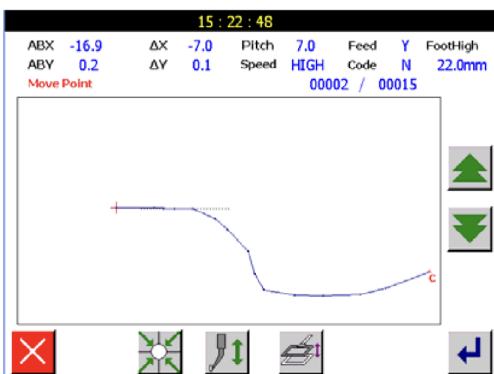 15 : 22 : 48
ABX -16.9 ΔX -7.0 Pitch 7.0 Feed Y FootHigh
ABY 0.2 ΔY 0.1 Speed HIGH Code N 22.0mm
Move Point 00002 / 00015
C